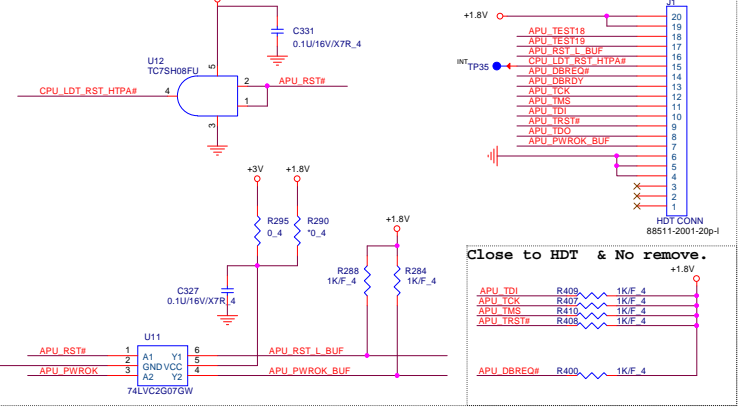 C331
0.1U/16V/X7R_4
U12
TC7SH08FU
5
2
1
4
3
APU_RST#
CPU_LDT_RST_HTPA#
J1
+1.8V
20
19
APU_TEST18 18
APU_TEST19 17
APU_RST_L_BUF 16
INT TP35 CPU_LDT_RST_HTPA# 15
APU_DBREQ# 14
APU_DBRDY 13
APU_TCK 12
APU_TMS 11
APU_TDI 10
APU_TRST# 9
APU_TDO 8
APU_PWROK_BUF 7
6
5
4
3
2
1
HDT CONN
88511-2001-20p-l
+3V +1.8V
R295 R290
0_4 *0_4
+1.8V
R288 R284
1K/F_4 1K/F_4
C327
0.1U/16V/X7R_4
U11
APU_RST# 1 A1 Y1 6 APU_RST_L_BUF
2 GND VCC 5
APU_PWROK 3 A2 Y2 4 APU_PWROK_BUF
74LVC2G07GW
Close to HDT & No remove.
+1.8V
APU_TDI R409 1K/F_4
APU_TCK R407 1K/F_4
APU_TMS R410 1K/F_4
APU_TRST# R408 1K/F_4
APU_DBREQ# R400 1K/F_4